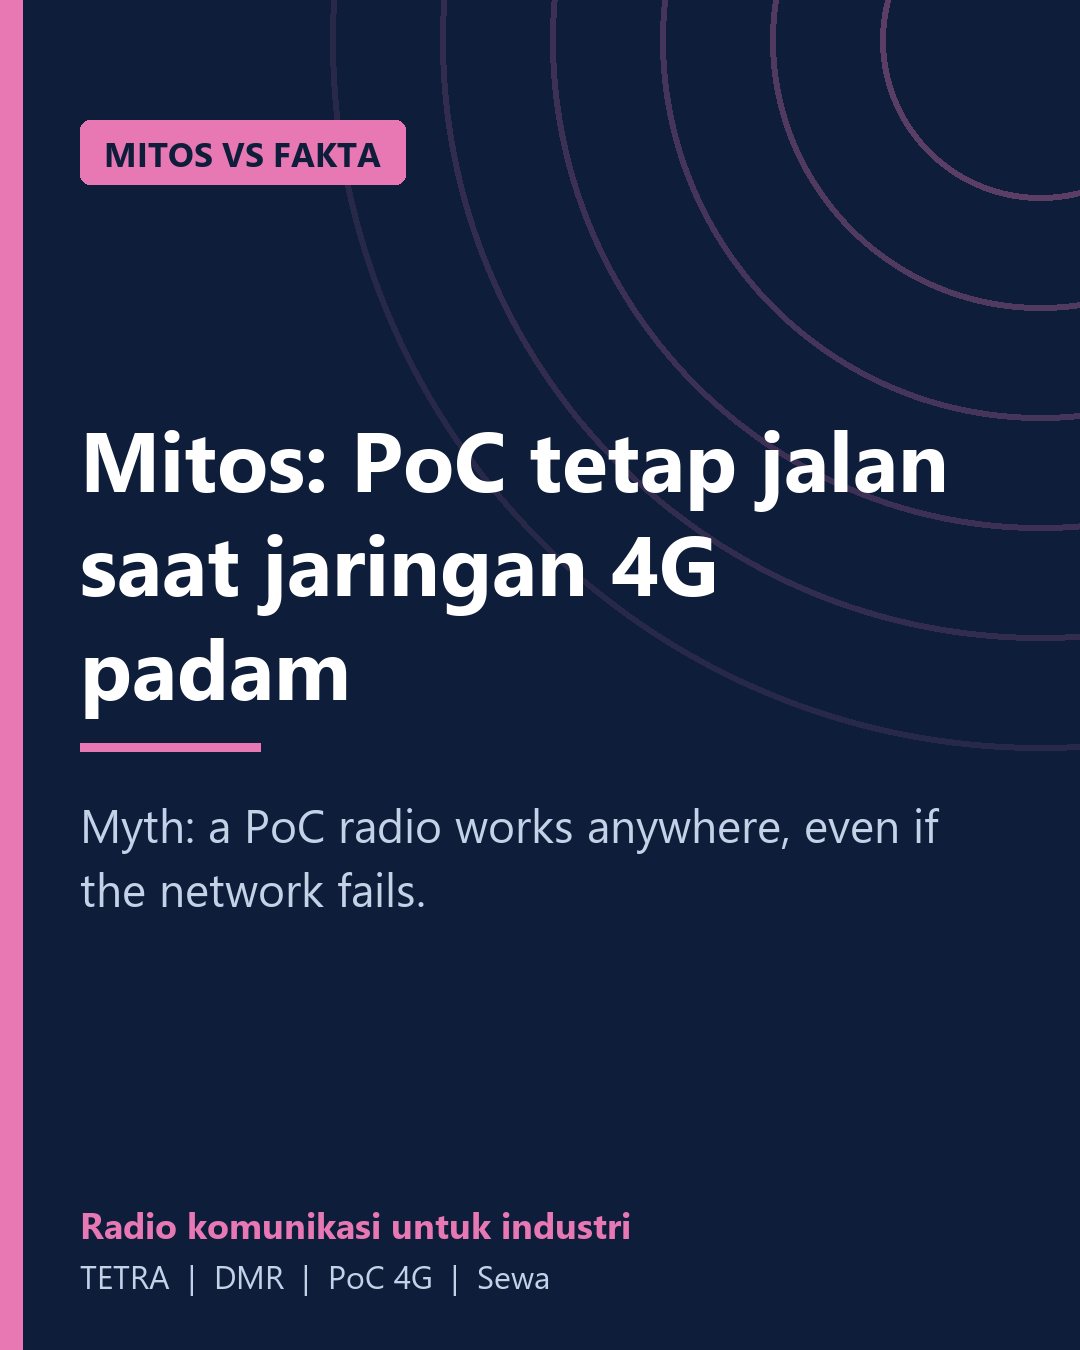 MITOS VS FAKTA
Mitos: PoC tetap jalan
saat jaringan 4G
padam
Myth: a PoC radio works anywhere, even if
the network fails.
Radio komunikasi untuk industri
TETRA | DMR | PoC 4G | Sewa